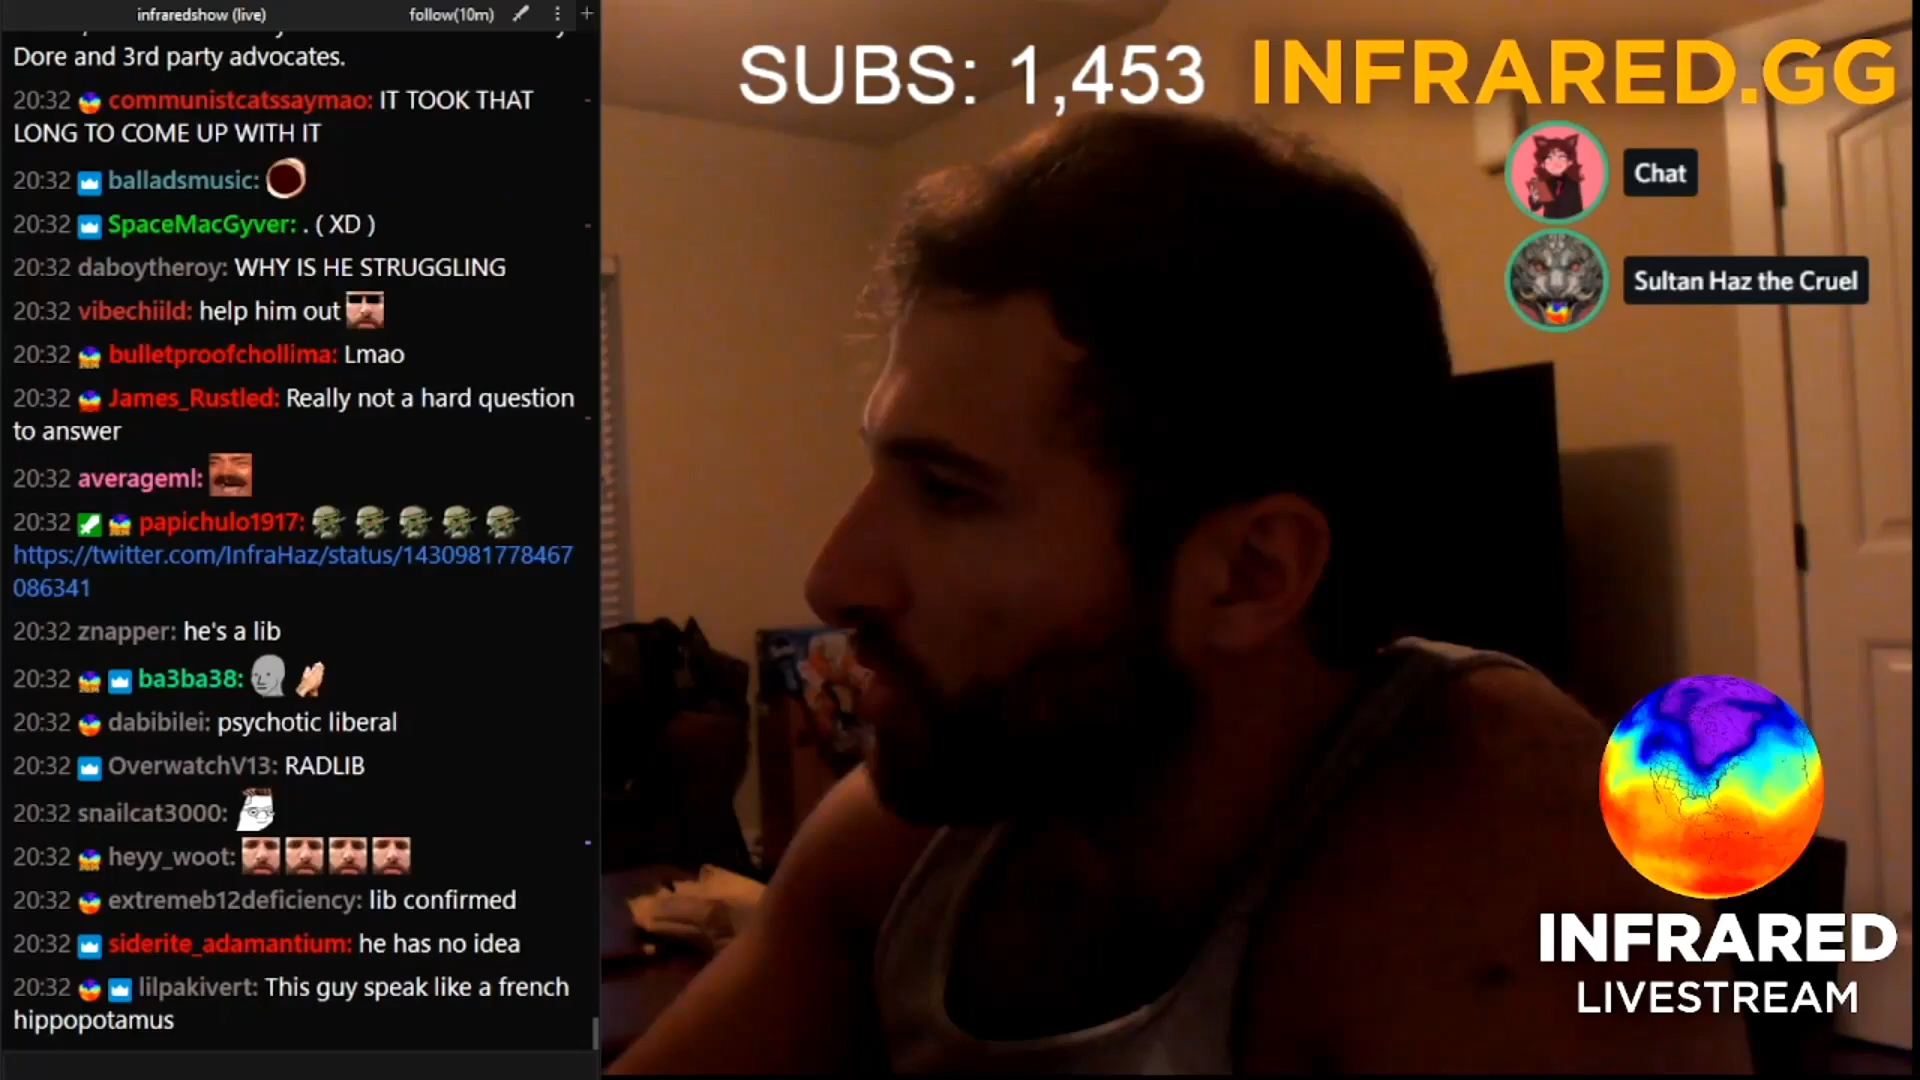 infraredshow (live)
follow(10m)
Dore and 3rd party advocates.
20:32 communistcatssaymao: IT TOOK THAT
LONG TO COME UP WITH IT
20:32 balladsmusic:
20:32 SpaceMacGyver: . ( XD )
20:32 daboytheroy: WHY IS HE STRUGGLING
20:32 vibechiild: help him out
20:32 bulletproofchollima: Lmao
20:32 James_Rustled: Really not a hard question
to answer
20:32 averageml:
20:32 papichulo1917:
https://twitter.com/InfraHaz/status/1430981778467
086341
20:32 znapper: he's a lib
20:32 ba3ba38:
20:32 dabibilei: psychotic liberal
20:32 OverwatchV13: RADLIB
20:32 snailcat3000:
20:32 heyy_woot:
20:32 extremeb12deficiency: lib confirmed
20:32 siderite_adamantium: he has no idea
20:32 lilpakivert: This guy speak like a french
hippopotamus
SUBS: 1,453
INFRARED.GG
Chat
Sultan Haz the Cruel
INFRARED
LIVESTREAM